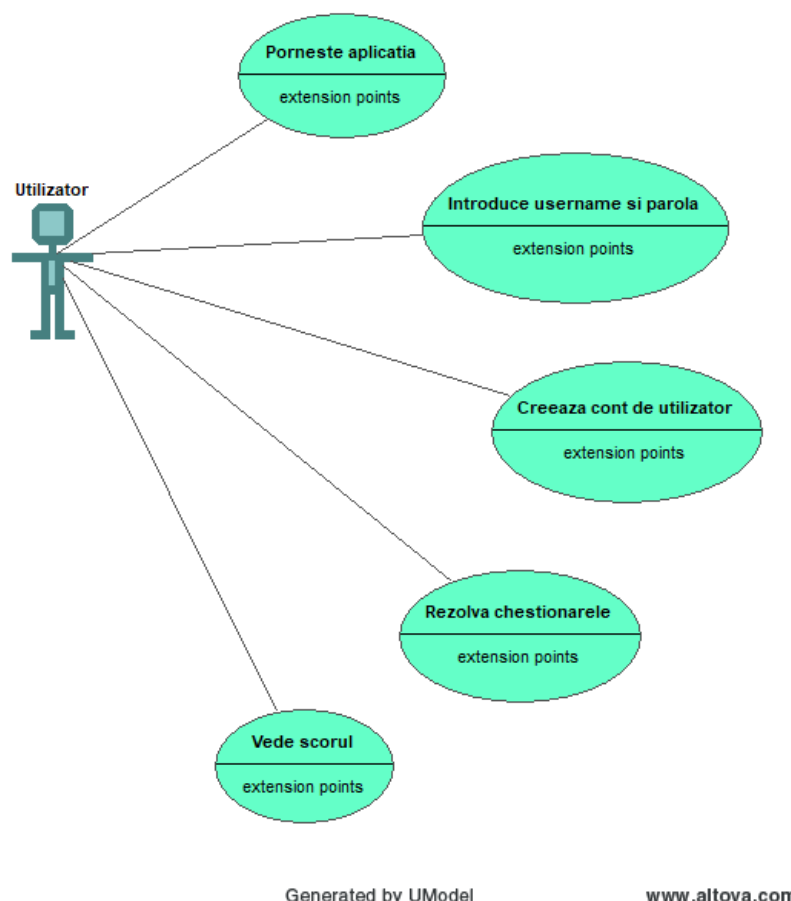 Porneste aplicatia
extension points
Utilizator
Introduce username si parola
extension points
Creeaza cont de utilizator
extension points
Rezolva chestionarele
extension points
Vede scorul
extension points
Generated by UModel
www.altova.com